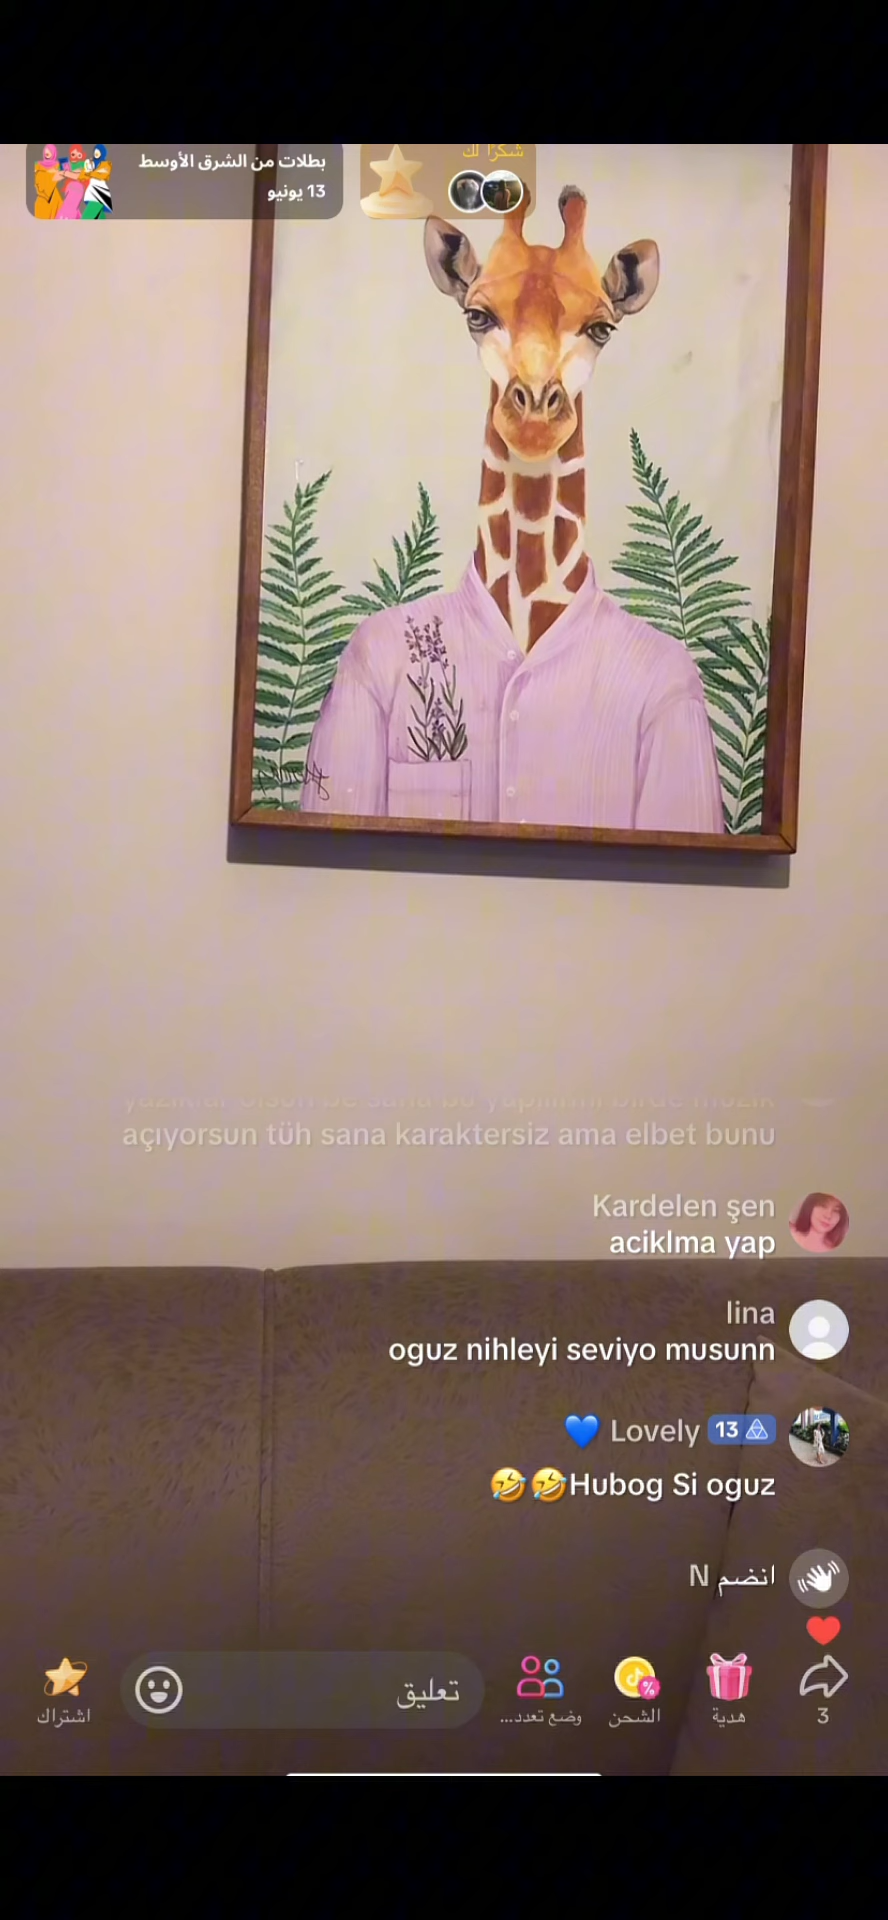 شكرًا لك
بطلات من الشرق الأوسط
13 يونيو
açıyorsun tüh sana karaktersiz ama elbet bunu
Kardelen şen
aciklma yap
lina
oguz nihleyi seviyo musunn
💙 Lovely 13
🤣🤣Hubog Si oguz
انضم N
تعليق
اشتراك
وضع تعدد...
الشحن
هدية
3